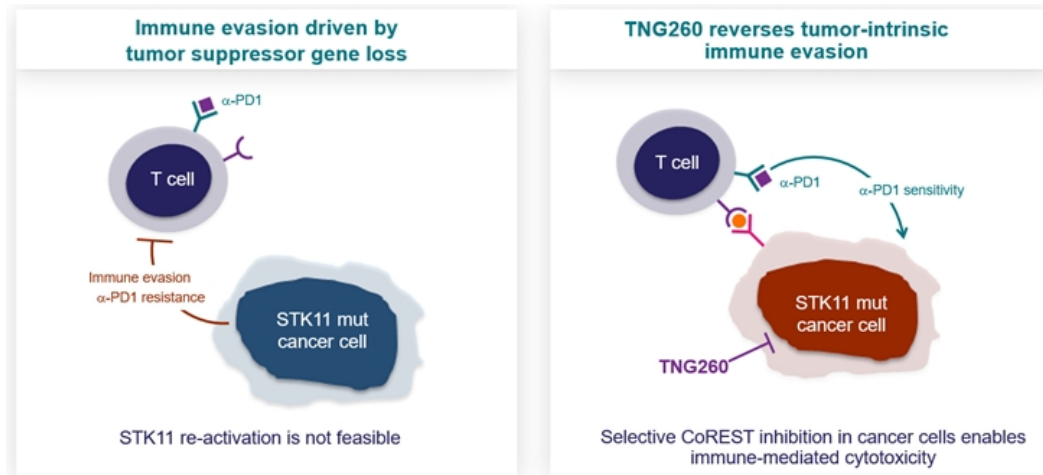 Immune evasion driven by
tumor suppressor gene loss
α-PD1
T cell
Immune evasion
α-PD1 resistance
STK11 mut
cancer cell
STK11 re-activation is not feasible
TNG260 reverses tumor-intrinsic
immune evasion
T cell
α-PD1
α-PD1 sensitivity
STK11 mut
cancer cell
TNG260
Selective CoREST inhibition in cancer cells enables
immune-mediated cytotoxicity